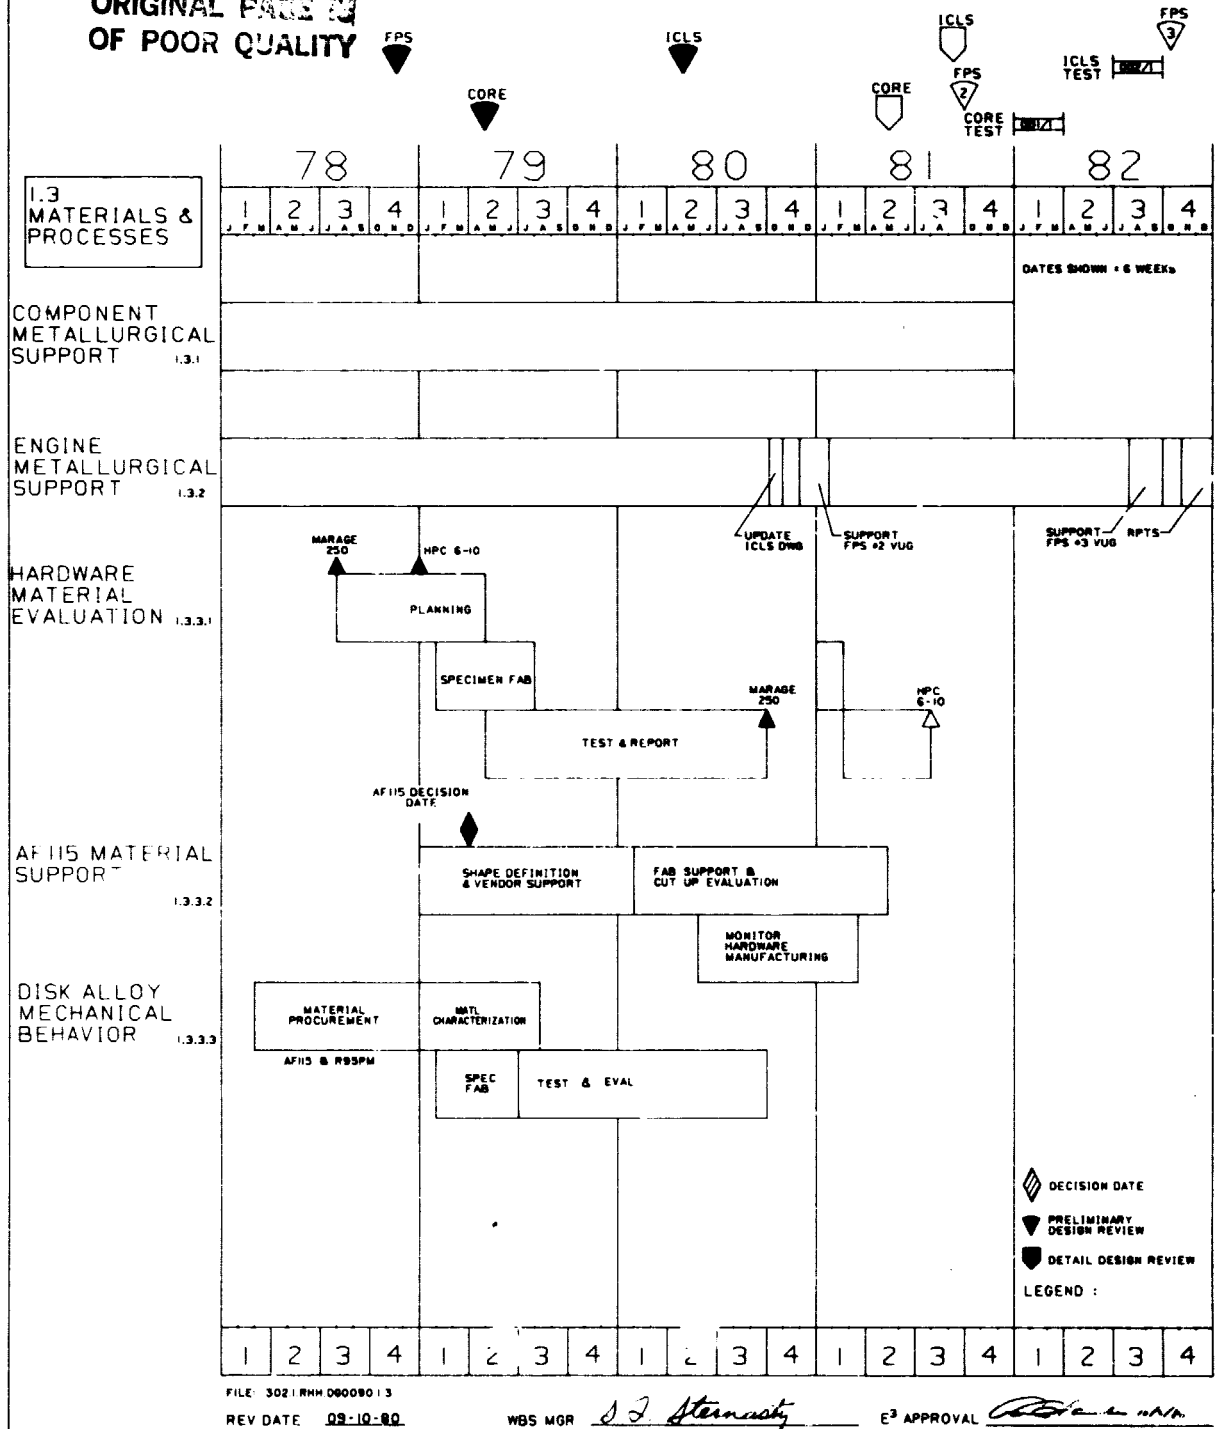 ORIGINAL PAGE IS
OF POOR QUALITY
FPS
CORE
ICLS
CORE
ICLS
FPS
2
CORE
TEST
ICLS
TEST
FPS
3
1.3
MATERIALS &
PROCESSES
78 79 80 81 82
1 2 3 4 1 2 3 4 1 2 3 4 1 2 3 4 1 2 3 4
J F M A M J J A S O N D J F M A M J J A S O N D J F M A M J J A S O N D J F M A M J J A O N D J F M A M J J A S O N D
DATES SHOWN ± 6 WEEKS
COMPONENT
METALLURGICAL
SUPPORT 1.3.1
ENGINE
METALLURGICAL
SUPPORT 1.3.2
UPDATE
ICLS DWG
SUPPORT
FPS #2 VUG
SUPPORT
FPS #3 VUG
RPTS
HARDWARE
MATERIAL
EVALUATION 1.3.3.1
MARAGE
250
HPC 6-10
PLANNING
SPECIMEN FAB
TEST & REPORT
MARAGE
250
HPC
6-10
AF115 DECISION
DATE
AF115 MATERIAL
SUPPORT
1.3.3.2
SHAPE DEFINITION
& VENDOR SUPPORT
FAB SUPPORT &
CUT UP EVALUATION
MONITOR
HARDWARE
MANUFACTURING
DISK ALLOY
MECHANICAL
BEHAVIOR 1.3.3.3
MATERIAL
PROCUREMENT
MATL
CHARACTERIZATION
AF115 & R95PM
SPEC
FAB
TEST & EVAL
DECISION DATE
PRELIMINARY
DESIGN REVIEW
DETAIL DESIGN REVIEW
LEGEND :
1 2 3 4 1 2 3 4 1 2 3 4 1 2 3 4 1 2 3 4
FILE: 3021.RHH.D6009013
REV DATE 09-10-80
WBS MGR
E³ APPROVAL